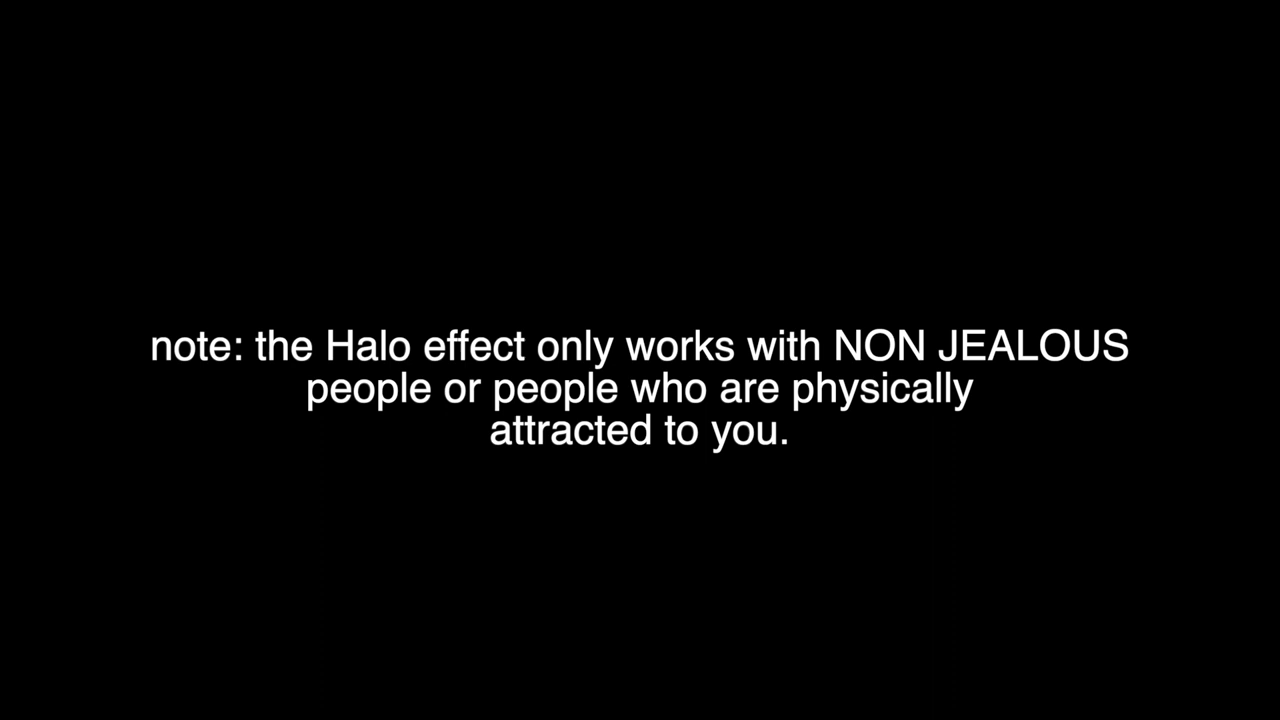 note: the Halo effect only works with NON JEALOUS
people or people who are physically
attracted to you.